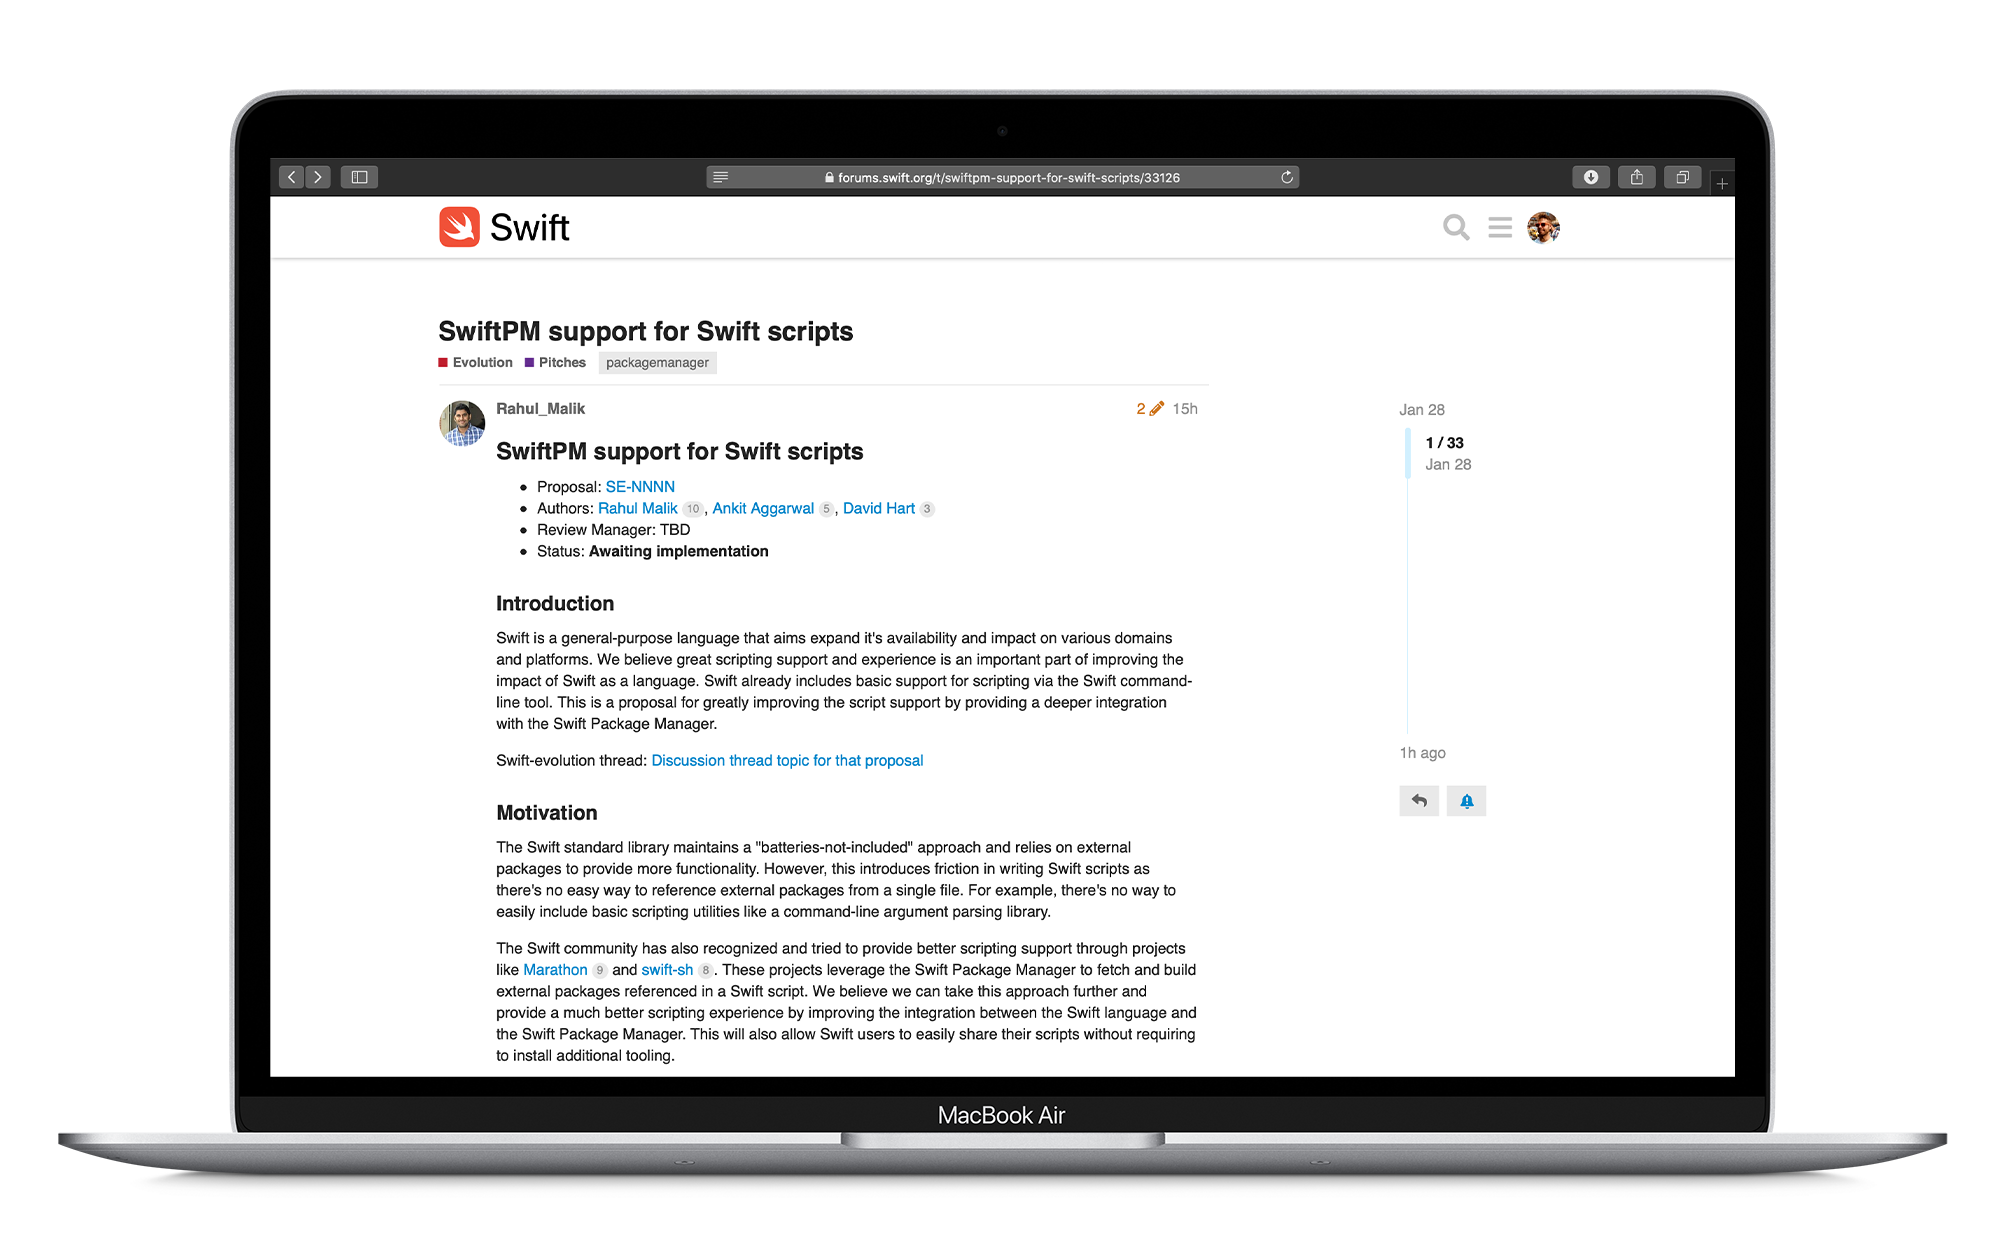 forums.swift.org/t/swiftpm-support-for-swift-scripts/33126
Swift
SwiftPM support for Swift scripts
Evolution Pitches packagemanager
Rahul_Malik 2 15h
SwiftPM support for Swift scripts
Proposal: SE-NNNN
Authors: Rahul Malik 10, Ankit Aggarwal 5, David Hart 3
Review Manager: TBD
Status: Awaiting implementation
Introduction
Swift is a general-purpose language that aims expand it's availability and impact on various domains
and platforms. We believe great scripting support and experience is an important part of improving the
impact of Swift as a language. Swift already includes basic support for scripting via the Swift command-
line tool. This is a proposal for greatly improving the script support by providing a deeper integration
with the Swift Package Manager.
Swift-evolution thread: Discussion thread topic for that proposal
Motivation
The Swift standard library maintains a "batteries-not-included" approach and relies on external
packages to provide more functionality. However, this introduces friction in writing Swift scripts as
there's no easy way to reference external packages from a single file. For example, there's no way to
easily include basic scripting utilities like a command-line argument parsing library.
The Swift community has also recognized and tried to provide better scripting support through projects
like Marathon 9 and swift-sh 8. These projects leverage the Swift Package Manager to fetch and build
external packages referenced in a Swift script. We believe we can take this approach further and
provide a much better scripting experience by improving the integration between the Swift language and
the Swift Package Manager. This will also allow Swift users to easily share their scripts without requiring
to install additional tooling.
Jan 28
1 / 33
Jan 28
1h ago
MacBook Air